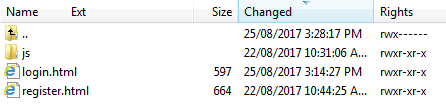 Name Ext Size Changed Rights
.. 25/08/2017 3:28:17 PM rwx------
js 22/08/2017 10:31:06 A... rwxr-xr-x
login.html 597 25/08/2017 3:14:27 PM rwxr-xr-x
register.html 664 22/08/2017 10:44:25 A... rwxr-xr-x